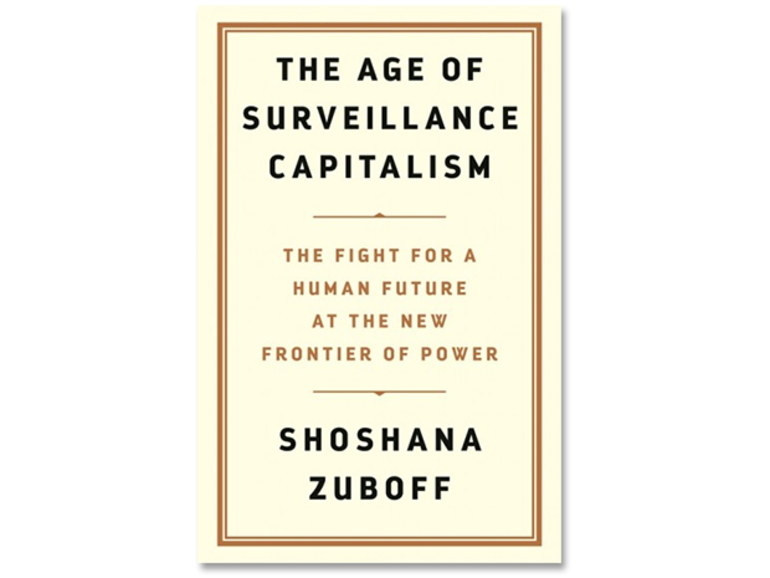 THE AGE OF
SURVEILLANCE
CAPITALISM
THE FIGHT FOR A
HUMAN FUTURE
AT THE NEW
FRONTIER OF POWER
SHOSHANA
ZUBOFF